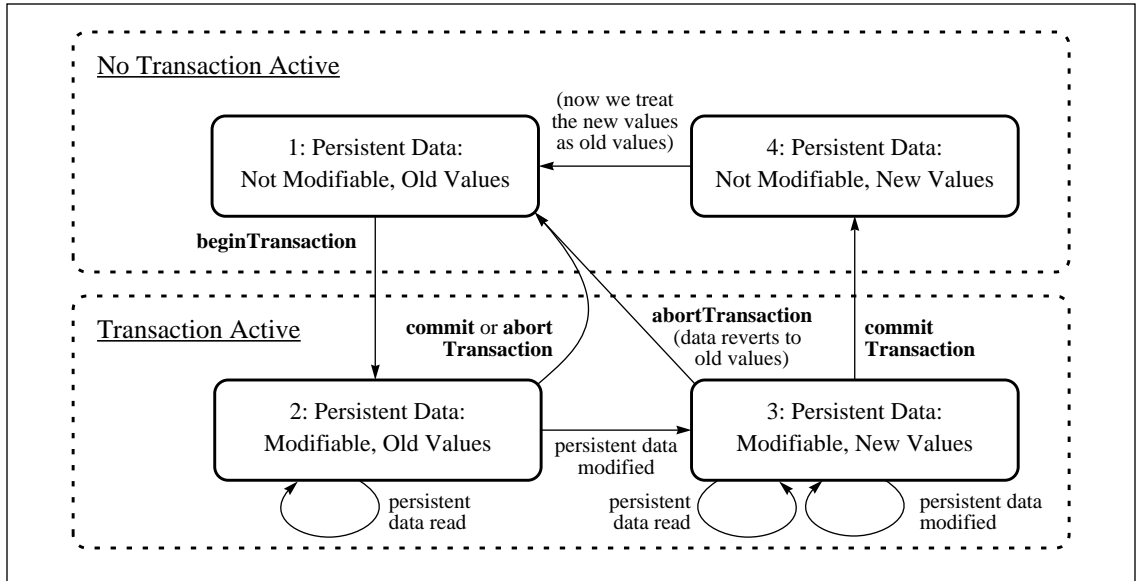 No Transaction Active
(now we treat
the new values
as old values)
1: Persistent Data:
Not Modifiable, Old Values
4: Persistent Data:
Not Modifiable, New Values
beginTransaction
Transaction Active
commit or abort
Transaction
abortTransaction
(data reverts to
old values)
commit
Transaction
2: Persistent Data:
Modifiable, Old Values
persistent data
modified
3: Persistent Data:
Modifiable, New Values
persistent
data read
persistent
data read
persistent data
modified